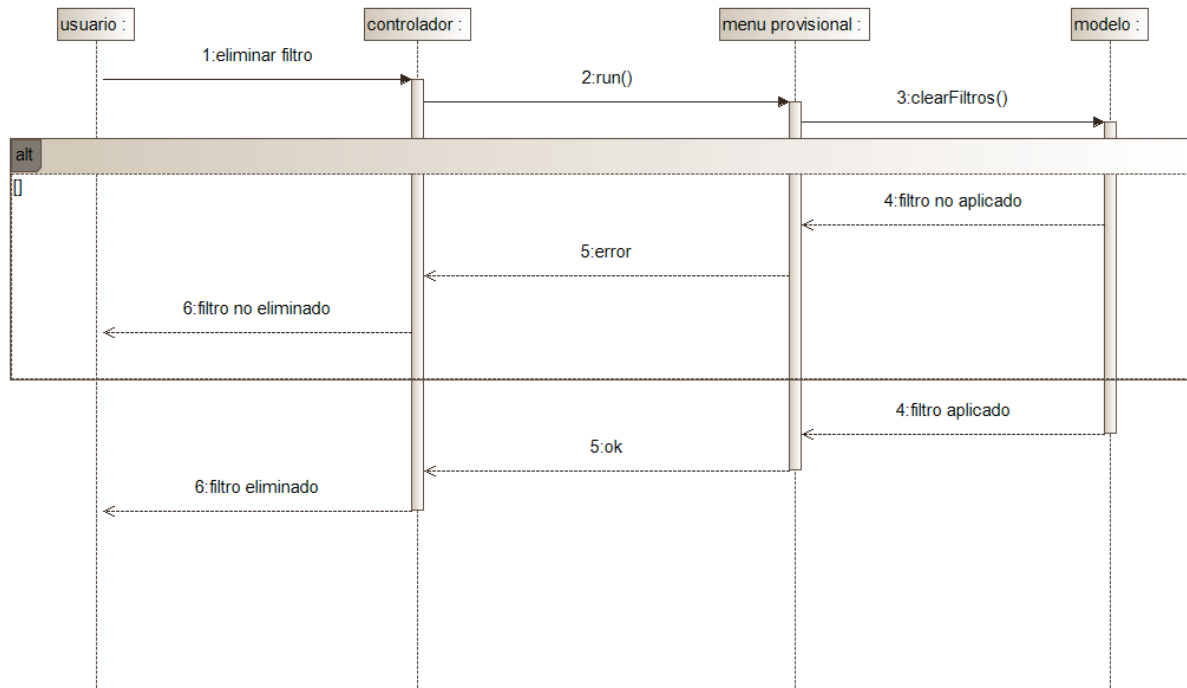 usuario :
controlador :
menu provisional :
modelo :
1:eliminar filtro
2:run()
3:clearFiltros()
alt
[]
4:filtro no aplicado
5:error
6:filtro no eliminado
4:filtro aplicado
5:ok
6:filtro eliminado